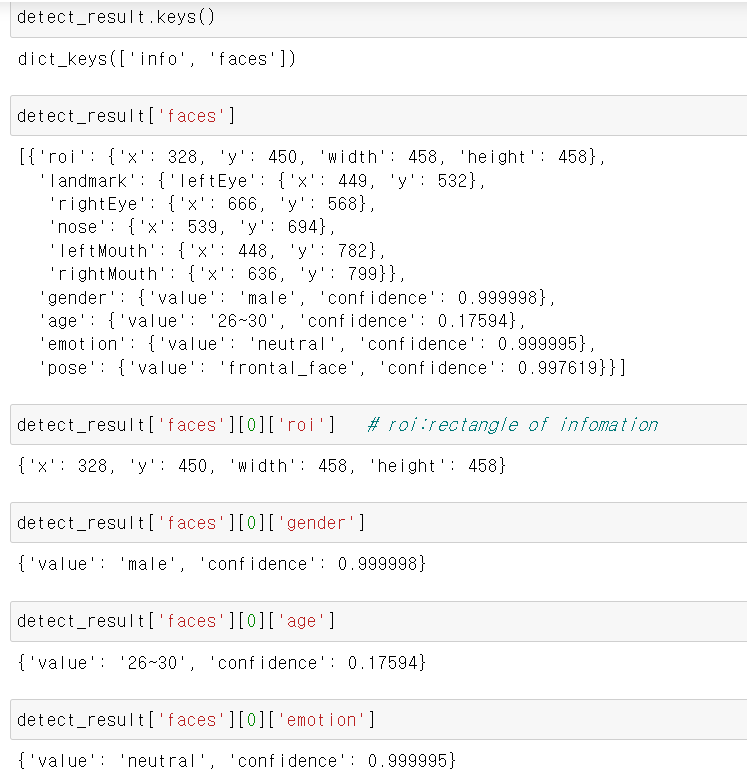 detect_result.keys()
dict_keys(['info', 'faces'])
detect_result['faces']
[{'roi': {'x': 328, 'y': 450, 'width': 458, 'height': 458},
'landmark': {'leftEye': {'x': 449, 'y': 532},
'rightEye': {'x': 666, 'y': 568},
'nose': {'x': 539, 'y': 694},
'leftMouth': {'x': 448, 'y': 782},
'rightMouth': {'x': 636, 'y': 799}},
'gender': {'value': 'male', 'confidence': 0.999998},
'age': {'value': '26~30', 'confidence': 0.17594},
'emotion': {'value': 'neutral', 'confidence': 0.999995},
'pose': {'value': 'frontal_face', 'confidence': 0.997619}}]
detect_result['faces'][0]['roi']   # roi:rectangle of infomation
{'x': 328, 'y': 450, 'width': 458, 'height': 458}
detect_result['faces'][0]['gender']
{'value': 'male', 'confidence': 0.999998}
detect_result['faces'][0]['age']
{'value': '26~30', 'confidence': 0.17594}
detect_result['faces'][0]['emotion']
{'value': 'neutral', 'confidence': 0.999995}